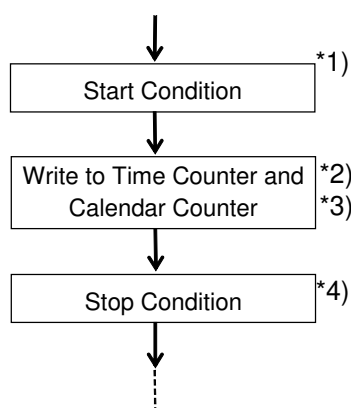 *1)
Start Condition
Write to Time Counter and *2)
Calendar Counter *3)
Stop Condition *4)